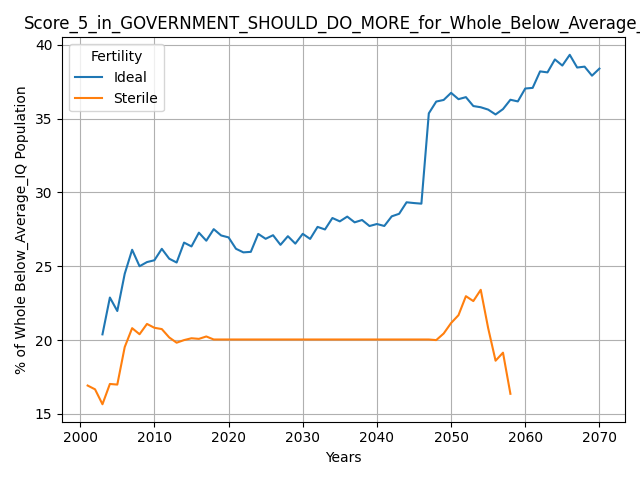 Score_5_in_GOVERNMENT_SHOULD_DO_MORE_for_Whole_Below_Average_
Fertility
Ideal
Sterile
% of Whole Below_Average_IQ Population
40
35
30
25
20
15
2000 2010 2020 2030 2040 2050 2060 2070
Years